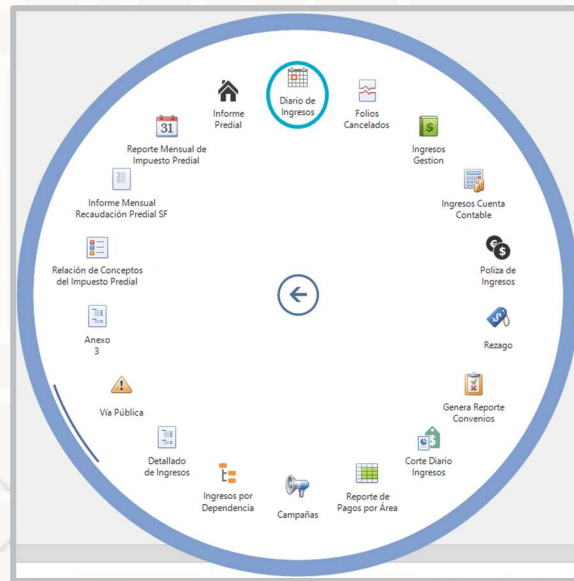 Diario de
Ingresos
Folios
Cancelados
Ingresos
Gestion
Ingresos Cuenta
Contable
Poliza de
Ingresos
Rezago
Genera Reporte
Convenios
Corte Diario
Ingresos
Reporte de
Pagos por Área
Campañas
Ingresos por
Dependencia
Detallado
de Ingresos
Vía Pública
Anexo
3
Relación de Conceptos
del Impuesto Predial
Informe Mensual
Recaudación Predial SF
31
Reporte Mensual de
Impuesto Predial
Informe
Predial